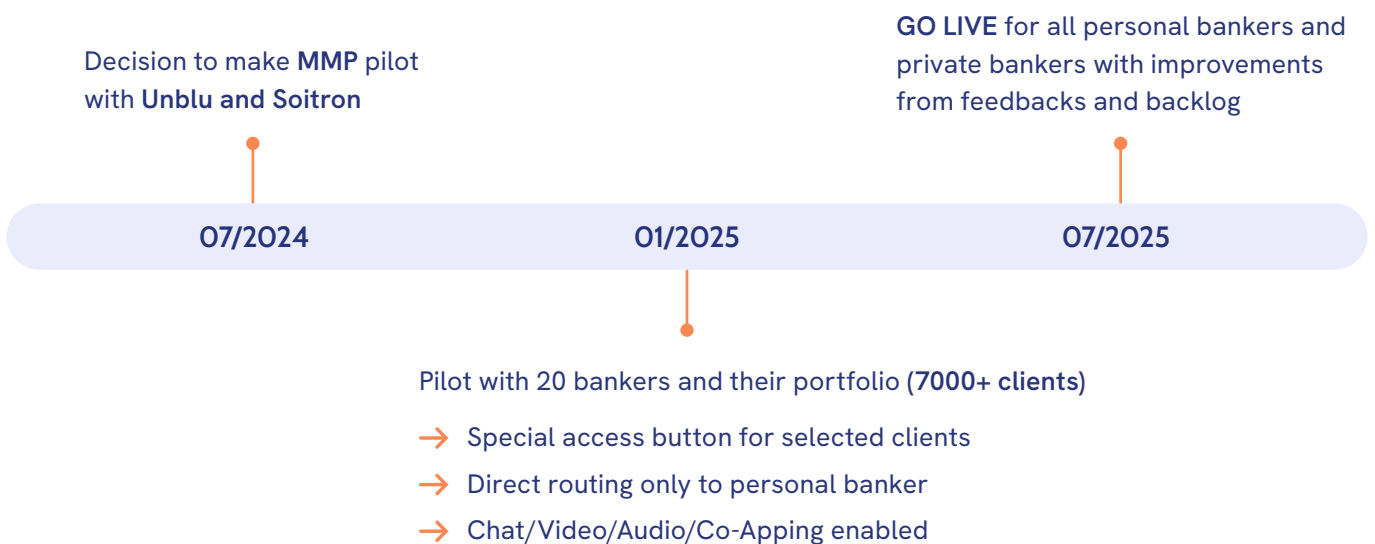 Decision to make MMP pilot
with Unblu and Soitron
GO LIVE for all personal bankers and
private bankers with improvements
from feedbacks and backlog
07/2024
01/2025
07/2025
Pilot with 20 bankers and their portfolio (7000+ clients)
→ Special access button for selected clients
→ Direct routing only to personal banker
→ Chat/Video/Audio/Co-Apping enabled